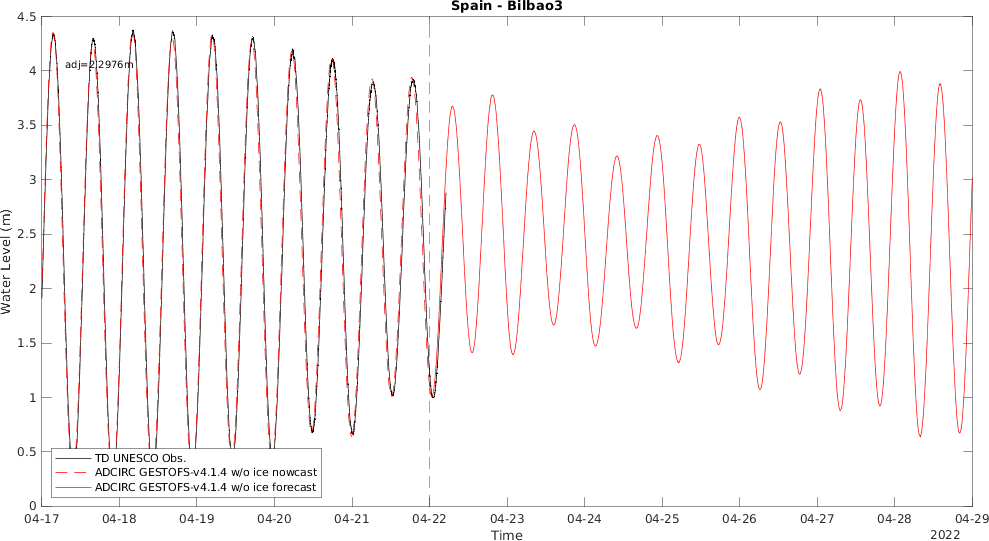 Spain - Bilbao3
4.5
4
3.5
3
2.5
2
1.5
1
0.5
0
Water Level (m)
adj=2.2976m
TD UNESCO Obs.
ADCIRC GESTOFS-v4.1.4 w/o ice nowcast
ADCIRC GESTOFS-v4.1.4 w/o ice forecast
04-17 04-18 04-19 04-20 04-21 04-22 04-23 04-24 04-25 04-26 04-27 04-28 04-29
Time
2022